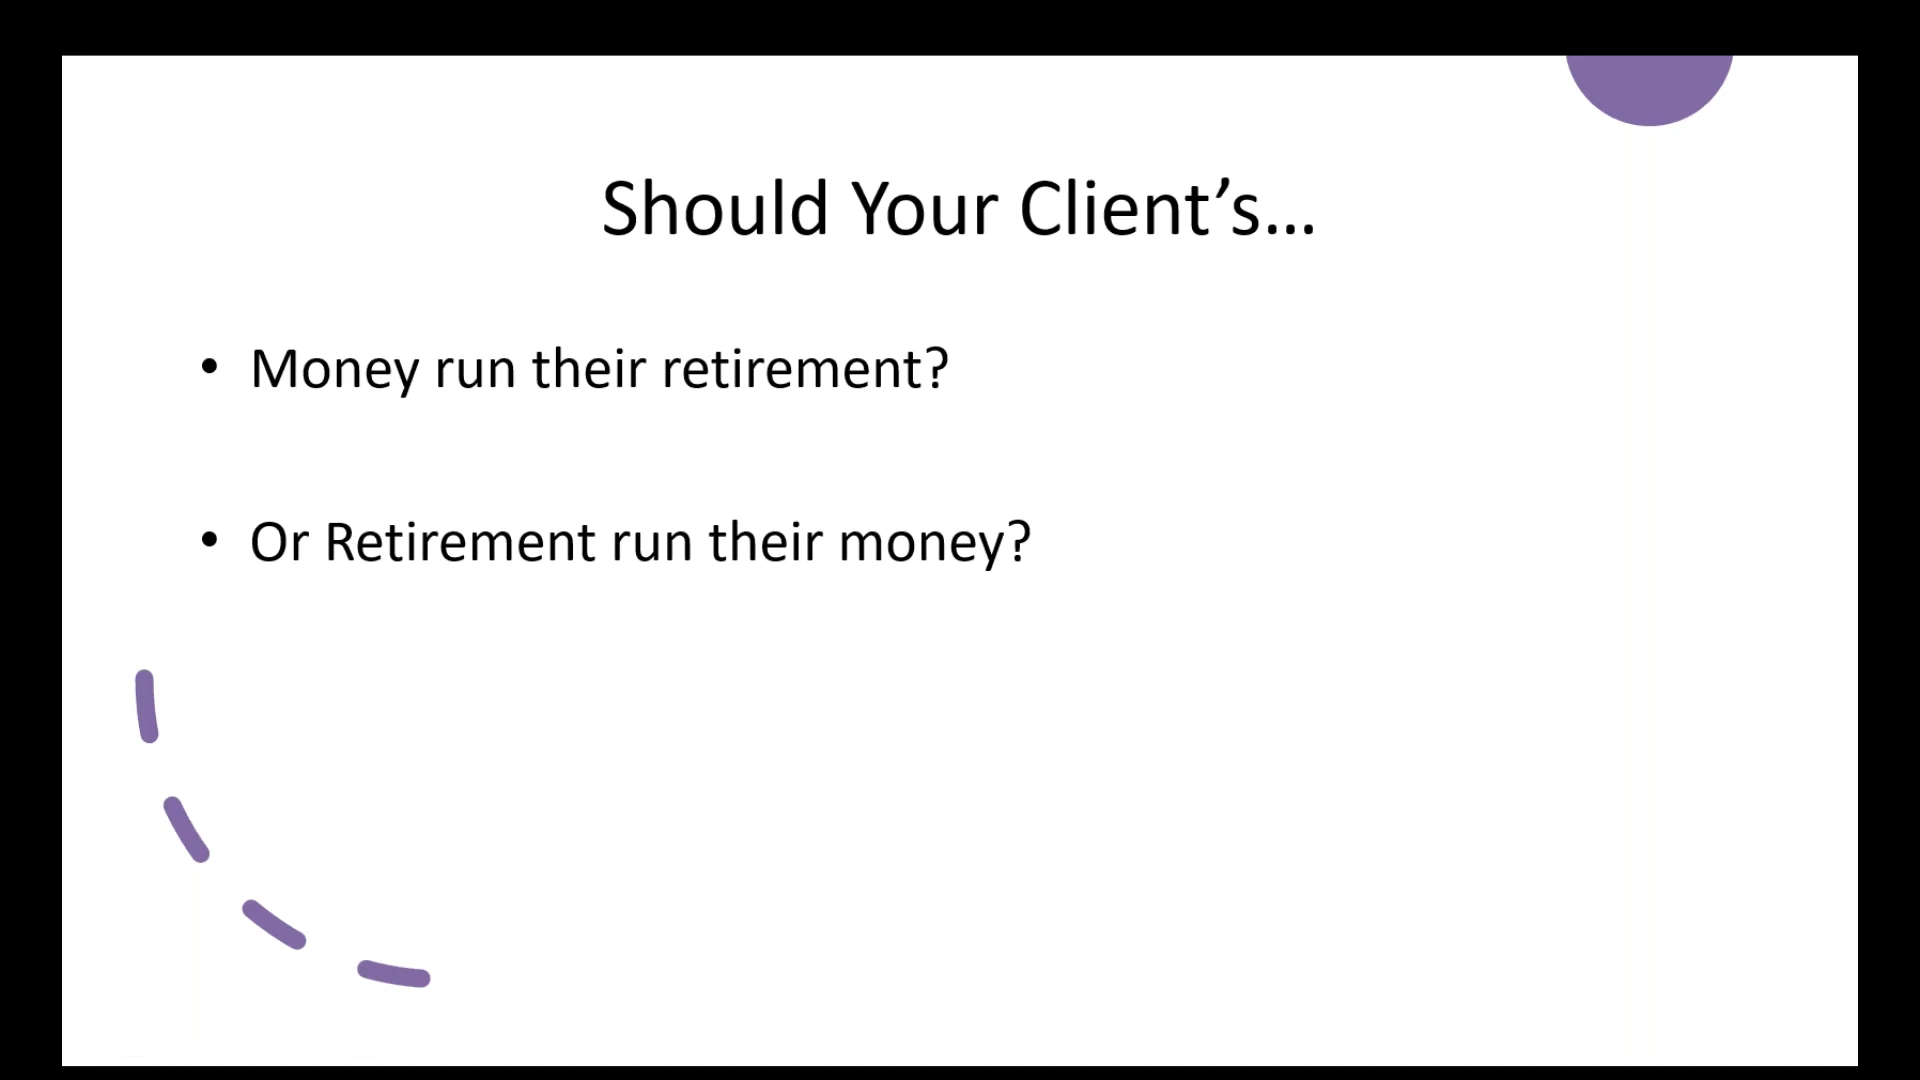 Should Your Client’s…
• Money run their retirement?
• Or Retirement run their money?